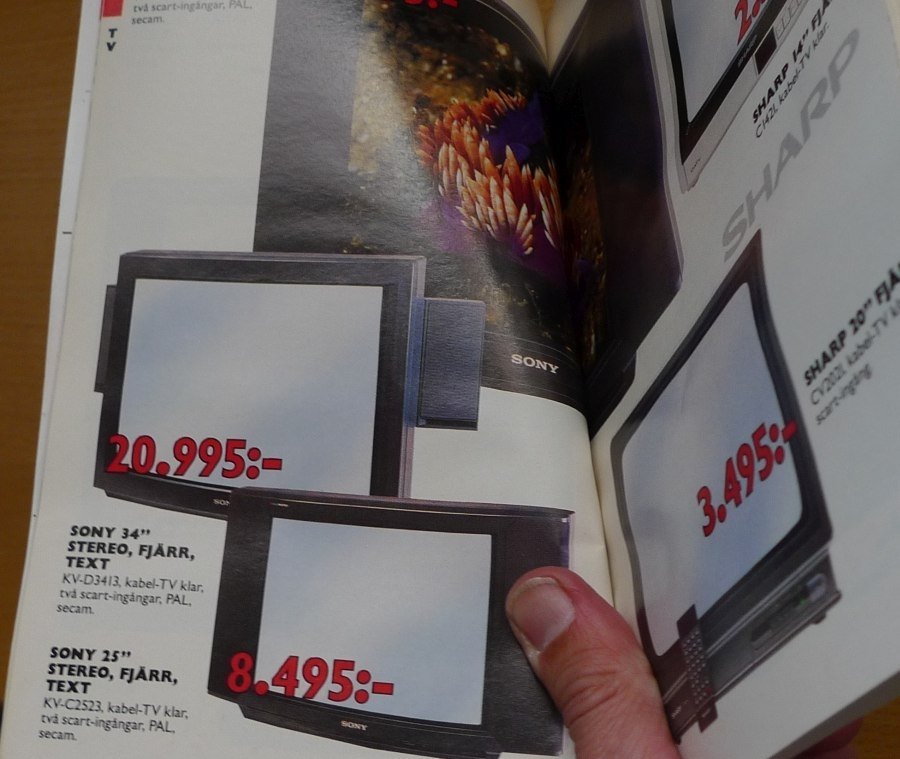 två scart-ingångar, PAL,
secam.
T
V
SONY
20.995:-
SONY 34"
STEREO, FJÄRR,
TEXT
KV-D3413, kabel-TV klar,
två scart-ingångar, PAL,
secam.
8.495:-
SONY
SONY 25"
STEREO, FJÄRR,
TEXT
KV-C2523, kabel-TV klar,
två scart-ingångar, PAL,
secam.
SHARP 14"
C1421, kabel-TV klar.
SHARP
SHARP 20"
CV2021, kabel-TV
scart-ingång.
3.495:-